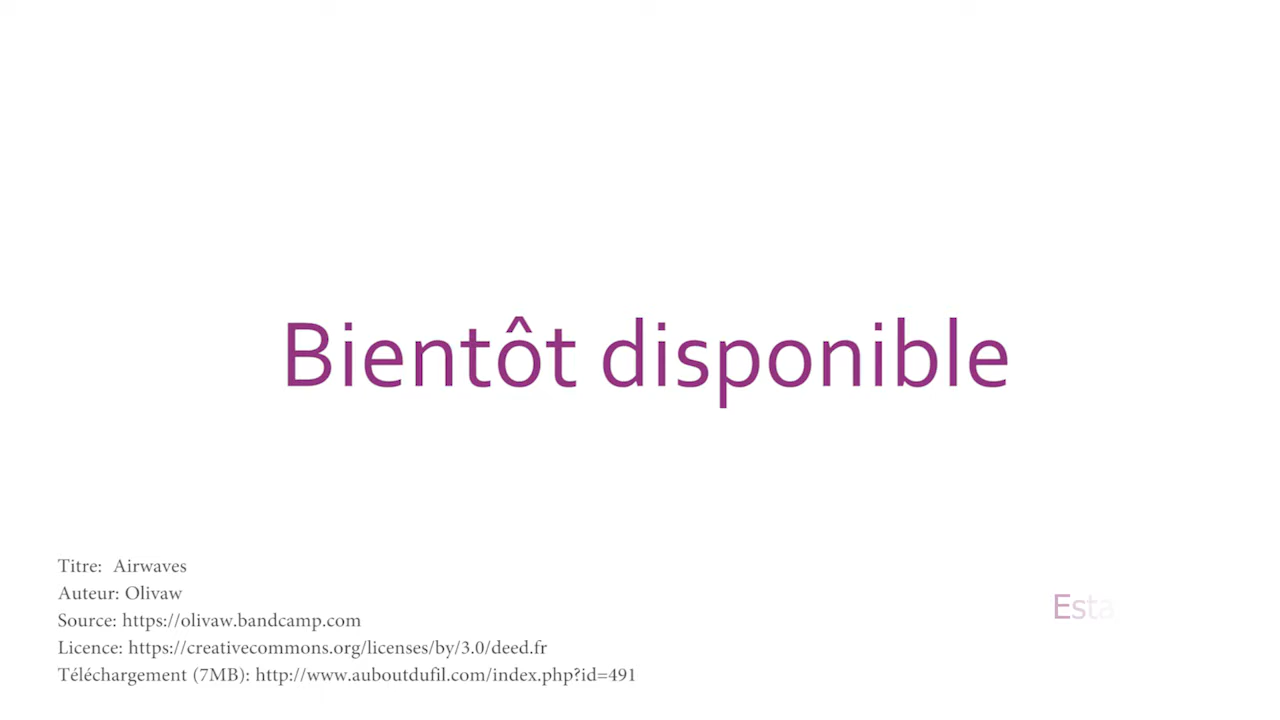 Bientôt disponible
Titre: Airwaves
Auteur: Olivaw
Source: https://olivaw.bandcamp.com
Licence: https://creativecommons.org/licenses/by/3.0/deed.fr
Téléchargement (7MB): http://www.auboutdufil.com/index.php?id=491
Esta